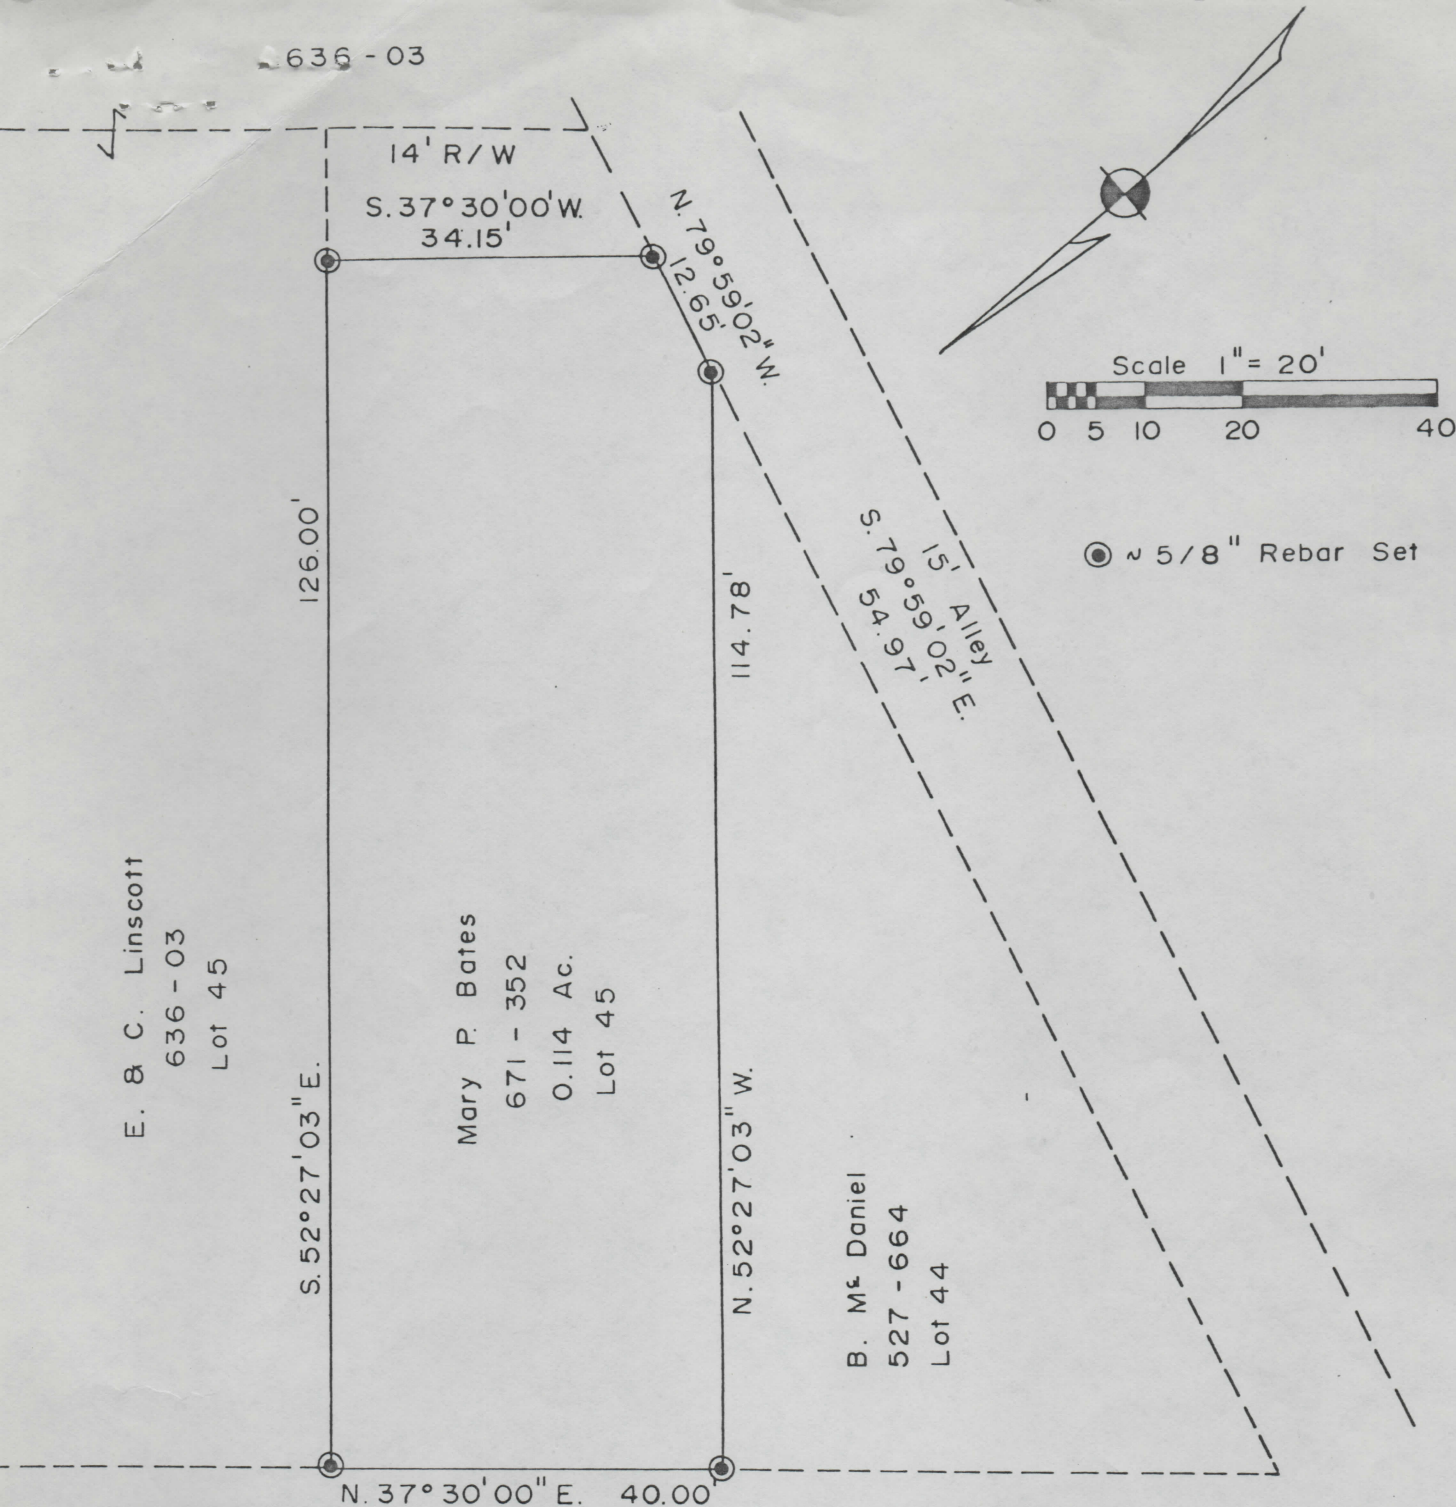 636 - 03
14' R/W
S. 37° 30' 00" W.
34.15'
N. 79° 59' 02" W.
12.65'
Scale 1" = 20'
0 5 10 20 40
~ 5/8" Rebar Set
126.00'
S. 52° 27' 03" E.
114.78'
N. 52° 27' 03" W.
15' Alley
S. 79° 59' 02" E.
54.97'
E. & C. Linscott
636 - 03
Lot 45
Mary P. Bates
671 - 352
0.114 Ac.
Lot 45
B. Mc Daniel
527 - 664
Lot 44
N. 37° 30' 00" E. 40.00'